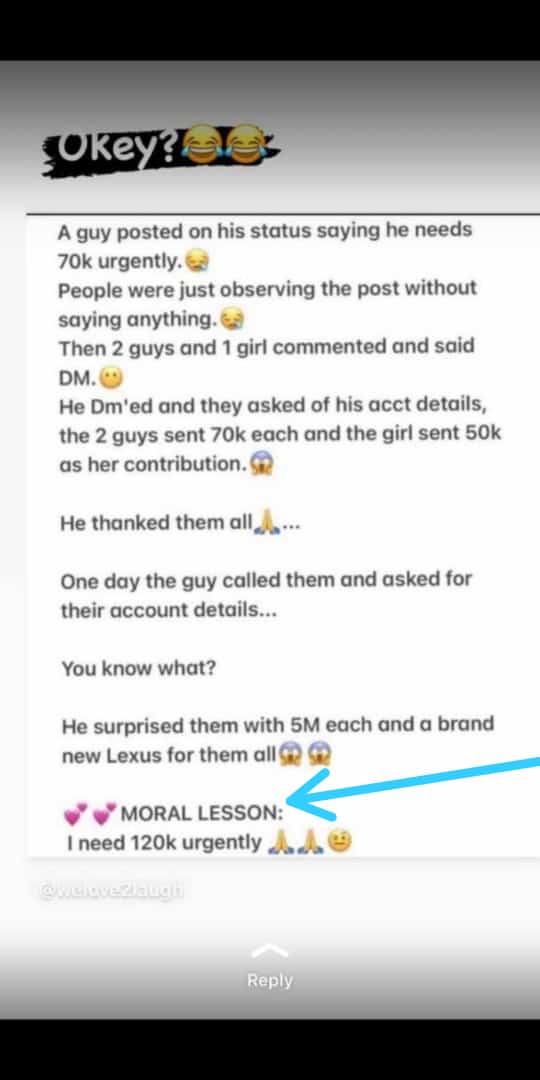 Okey?😂😂
A guy posted on his status saying he needs
70k urgently.😪
People were just observing the post without
saying anything.😪
Then 2 guys and 1 girl commented and said
DM.😶
He Dm'ed and they asked of his acct details,
the 2 guys sent 70k each and the girl sent 50k
as her contribution.😱
He thanked them all🙏...
One day the guy called them and asked for
their account details...
You know what?
He surprised them with 5M each and a brand
new Lexus for them all😱😱
💕💕MORAL LESSON:
I need 120k urgently 🙏🙏🤨
@welove2laugh
Reply